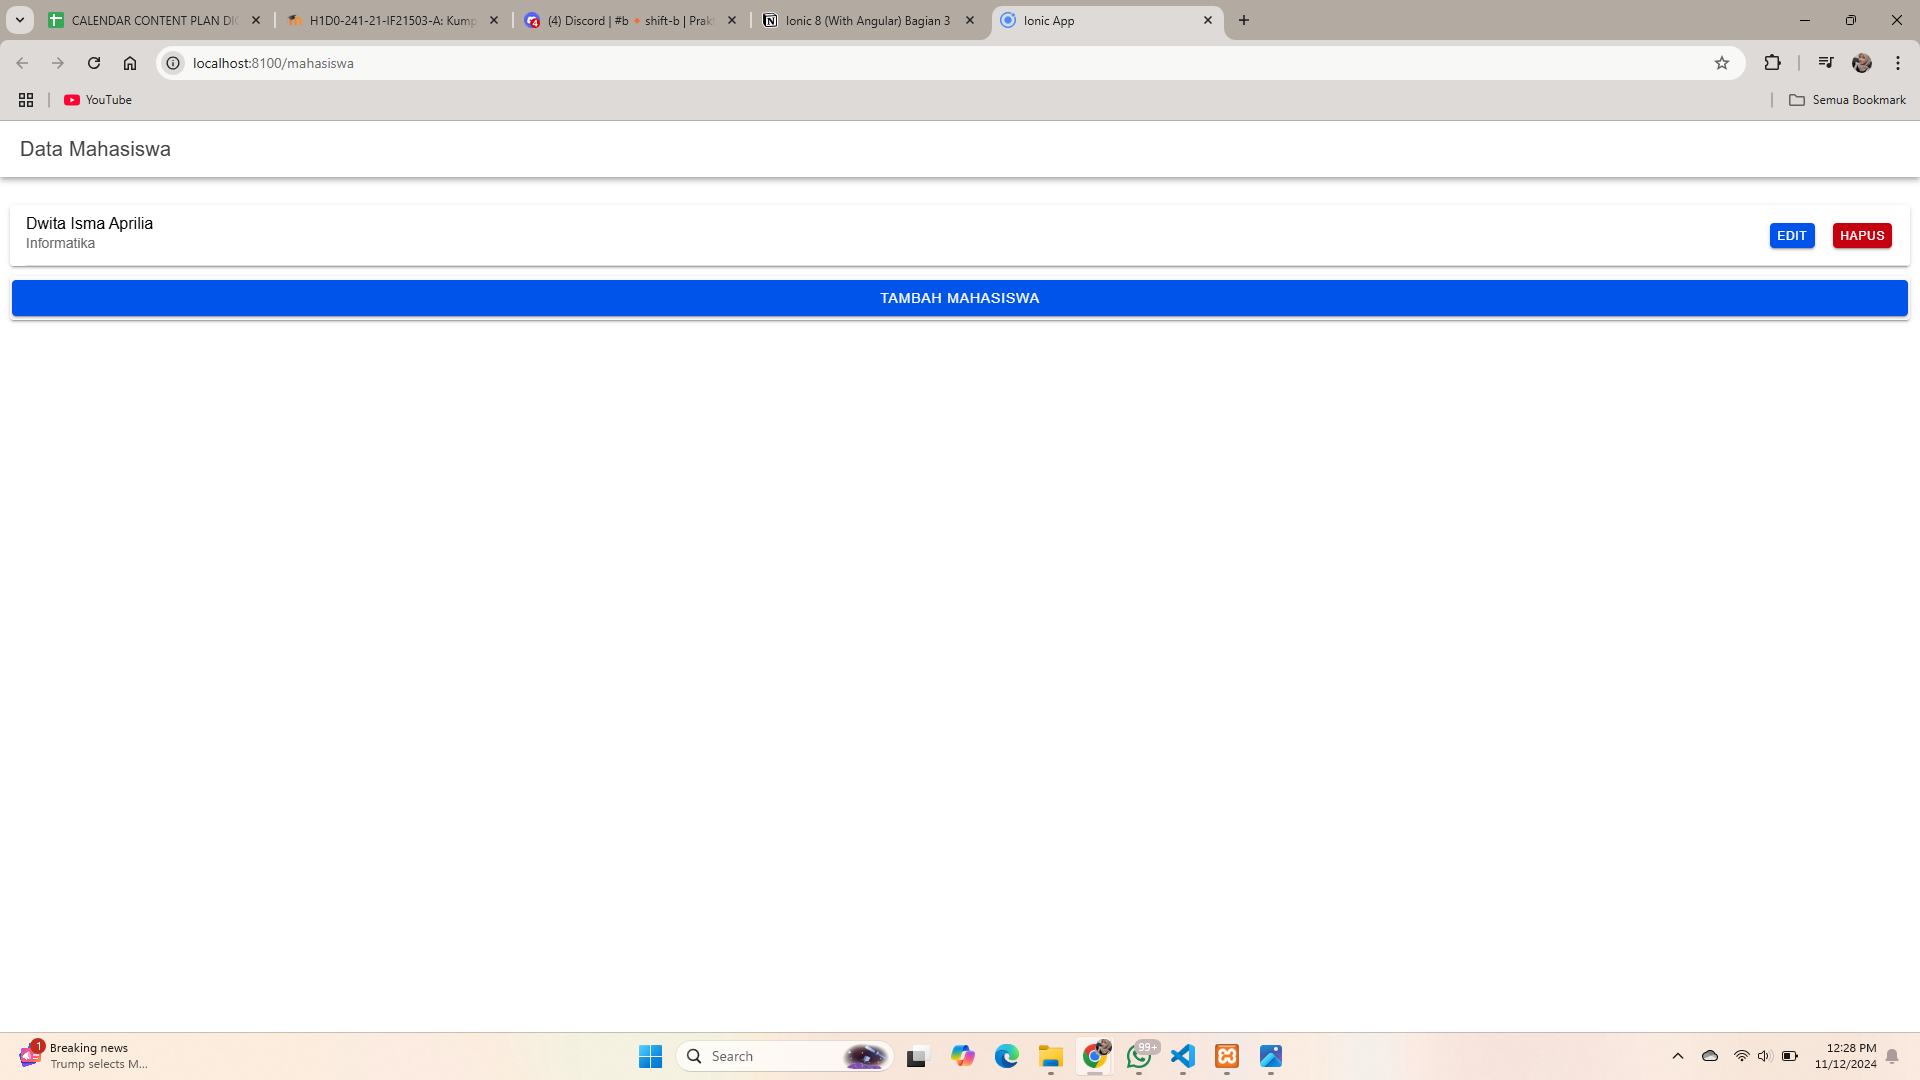 CALENDAR CONTENT PLAN DIG
H1D0-241-21-IF21503-A: Kump
(4) Discord | #b 🔸 shift-b | Prak
Ionic 8 (With Angular) Bagian 3
Ionic App
localhost:8100/mahasiswa
YouTube
Semua Bookmark
Data Mahasiswa
Dwita Isma Aprilia
Informatika
EDIT
HAPUS
TAMBAH MAHASISWA
1
Breaking news
Trump selects M...
Search
99+
12:28 PM
11/12/2024